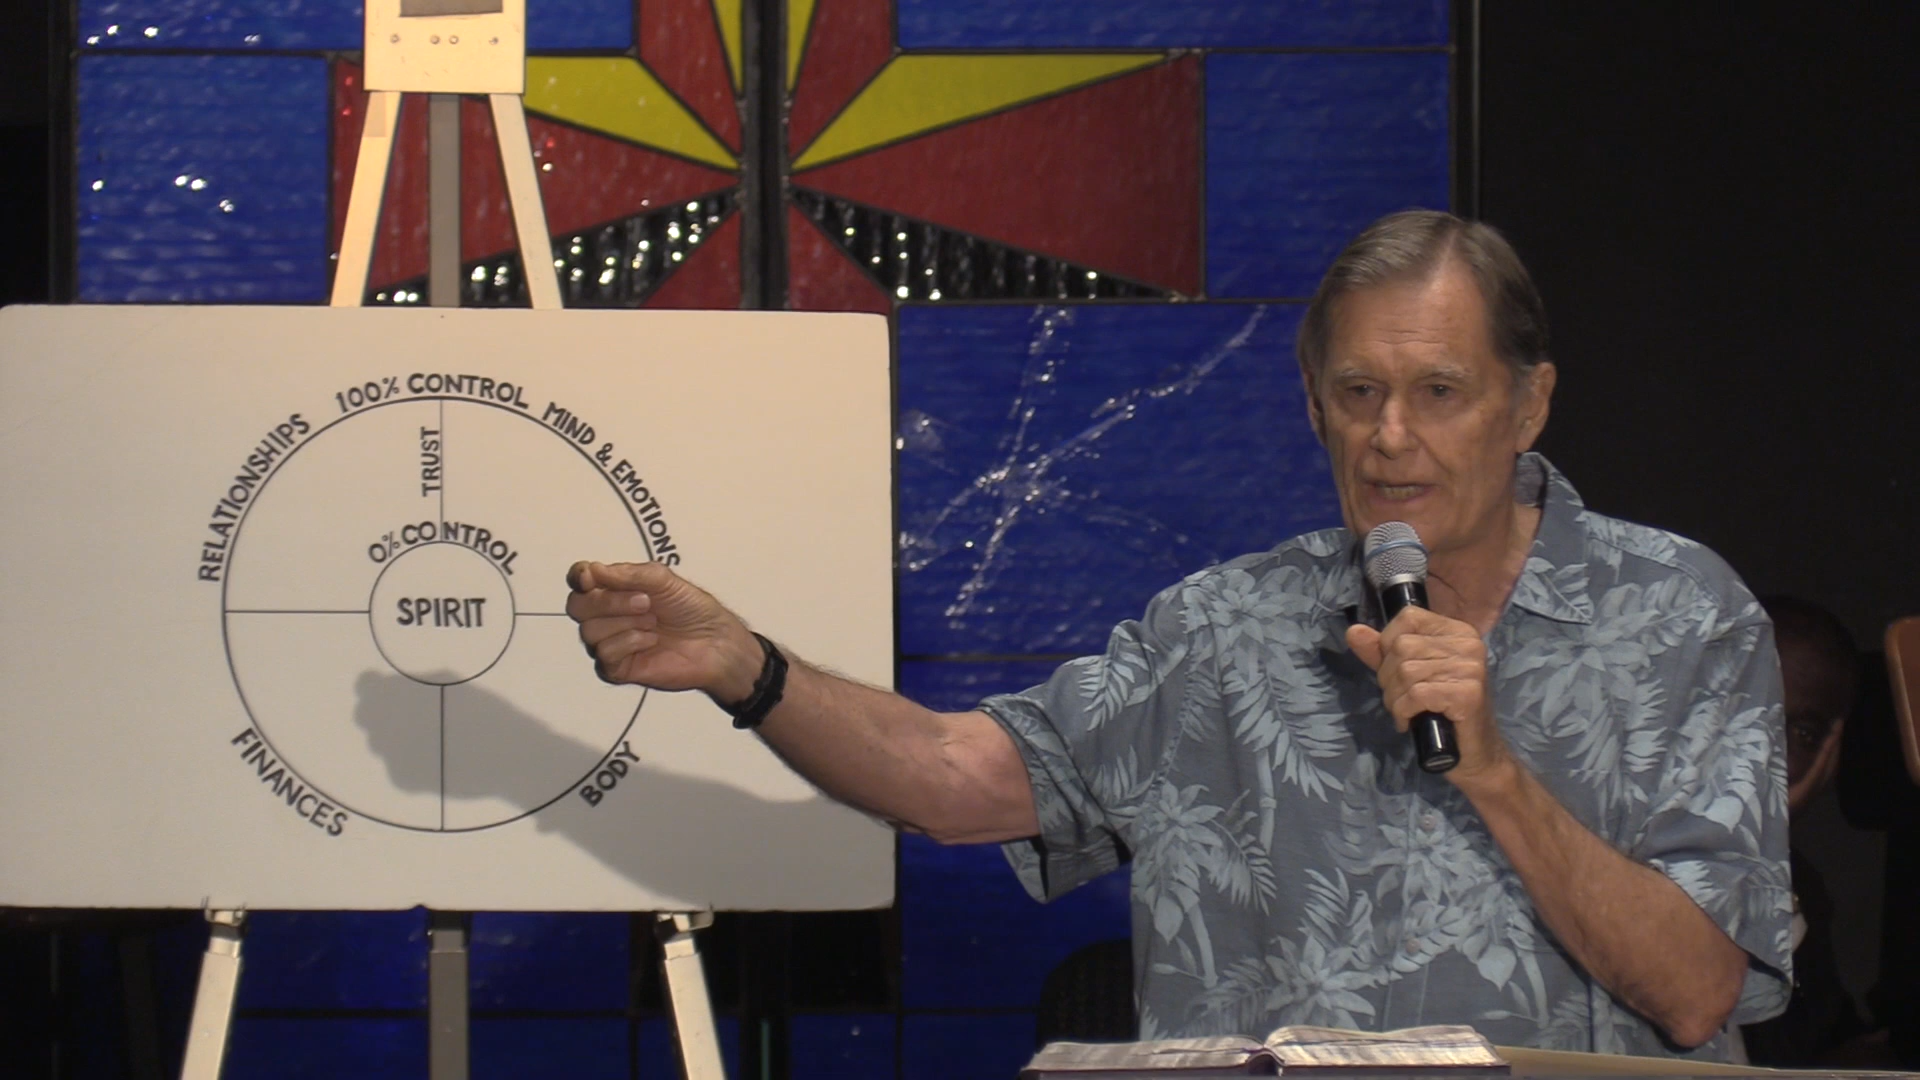 100% CONTROL
RELATIONSHIPS
MIND & EMOTIONS
TRUST
0% CONTROL
SPIRIT
FINANCES
BODY